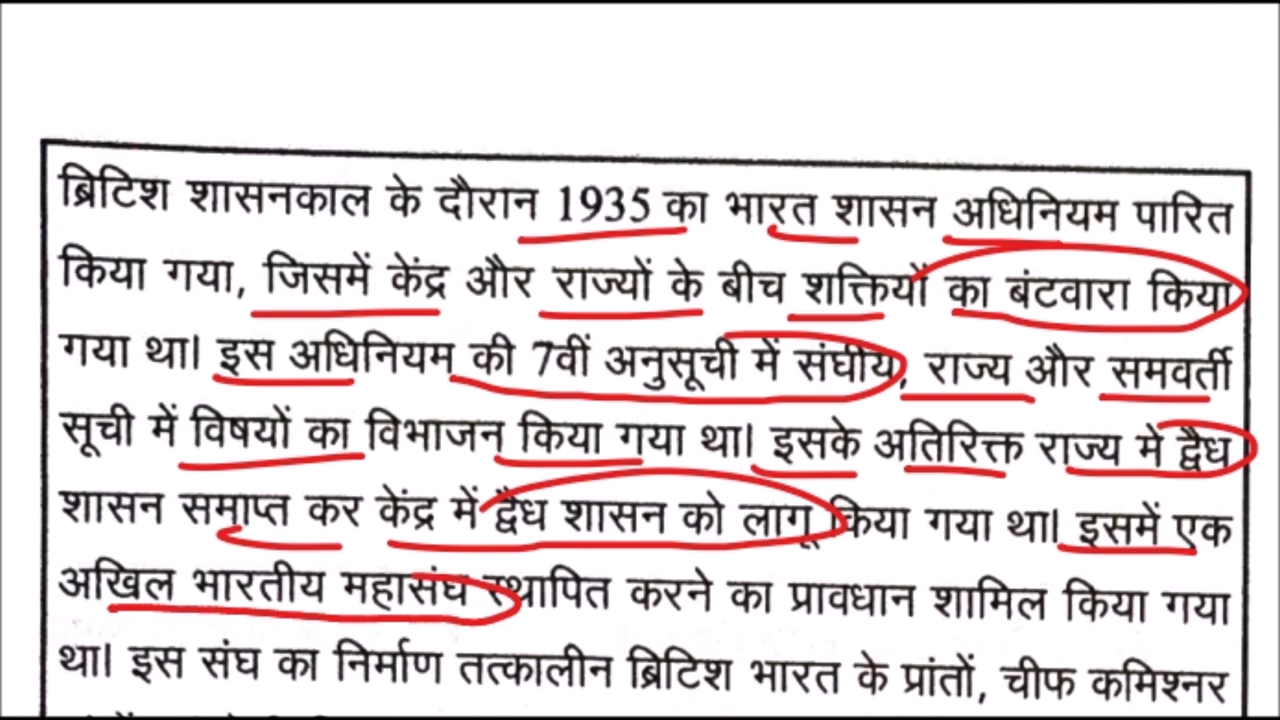 ब्रिटिश शासनकाल के दौरान 1935 का भारत शासन अधिनियम पारित
किया गया, जिसमें केंद्र और राज्यों के बीच शक्तियों का बंटवारा किया
गया था। इस अधिनियम की 7वीं अनुसूची में संघीय, राज्य और समवर्ती
सूची में विषयों का विभाजन किया गया था। इसके अतिरिक्त राज्य मे द्वैध
शासन समाप्त कर केंद्र में द्वैध शासन को लागू किया गया था। इसमें एक
अखिल भारतीय महासंघ स्थापित करने का प्रावधान शामिल किया गया
था। इस संघ का निर्माण तत्कालीन ब्रिटिश भारत के प्रांतों, चीफ कमिश्नर